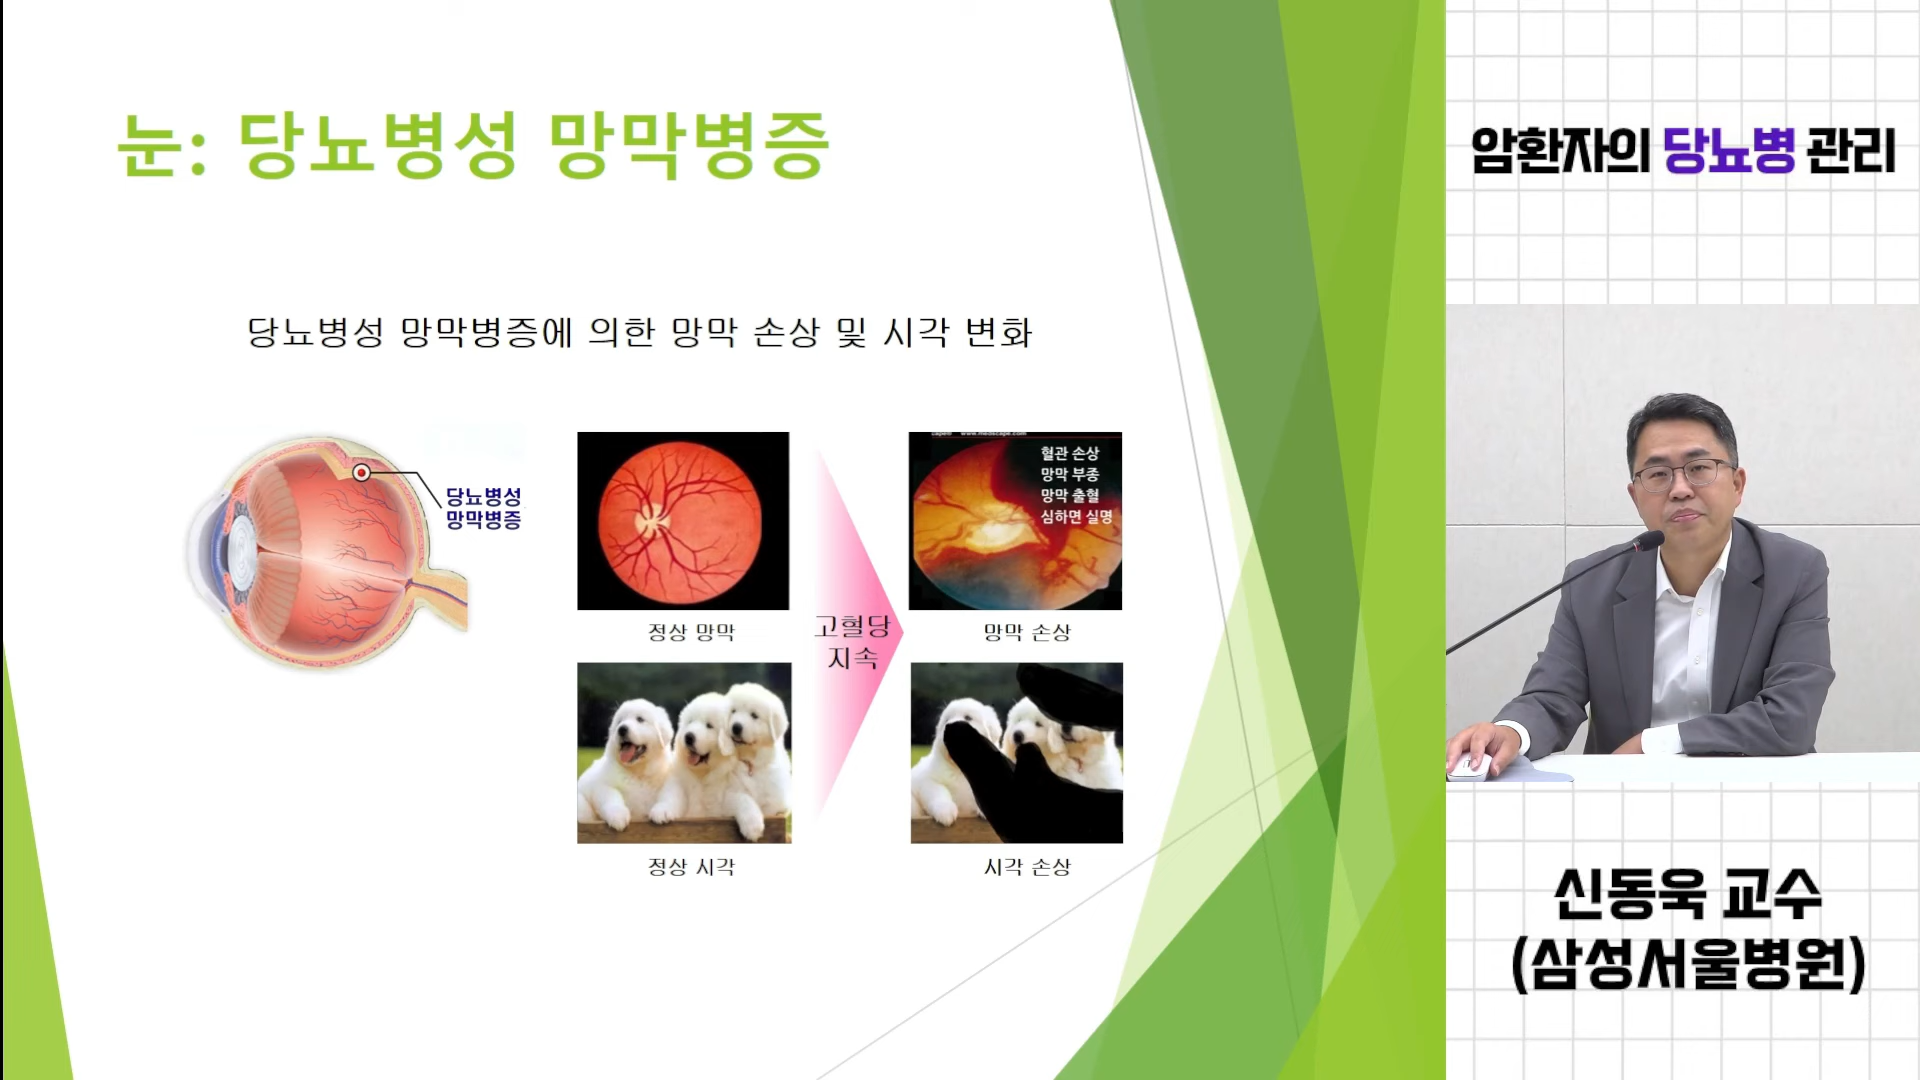 눈: 당뇨병성 망막병증
당뇨병성 망막병증에 의한 망막 손상 및 시각 변화
당뇨병성
망막병증
정상 망막
정상 시각
고혈당
지속
www.medscape.com
혈관 손상
망막 부종
망막 출혈
심하면 실명
망막 손상
시각 손상
암환자의 당뇨병 관리
신동욱 교수
(삼성서울병원)